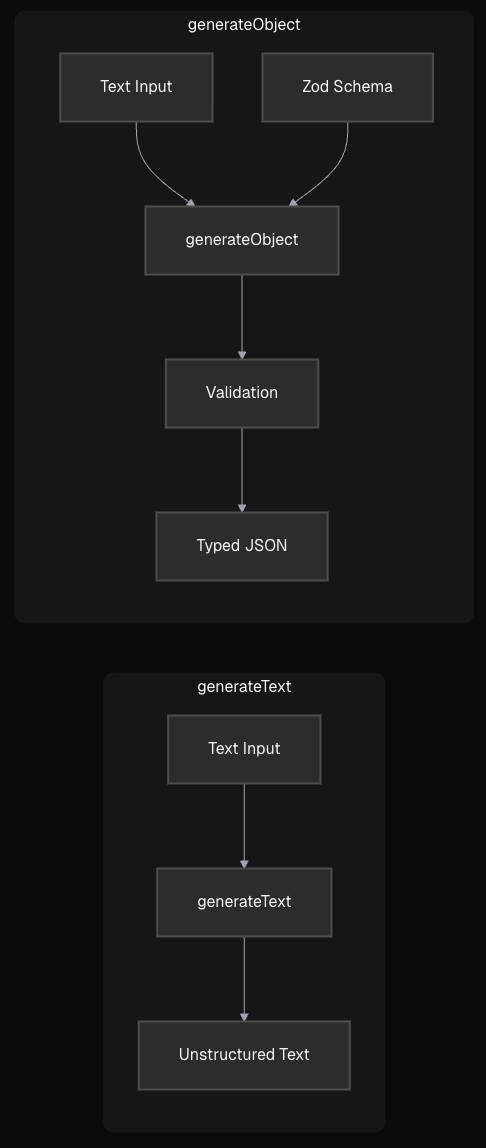 generateObject
Text Input
Zod Schema
generateObject
Validation
Typed JSON
generateText
Text Input
generateText
Unstructured Text